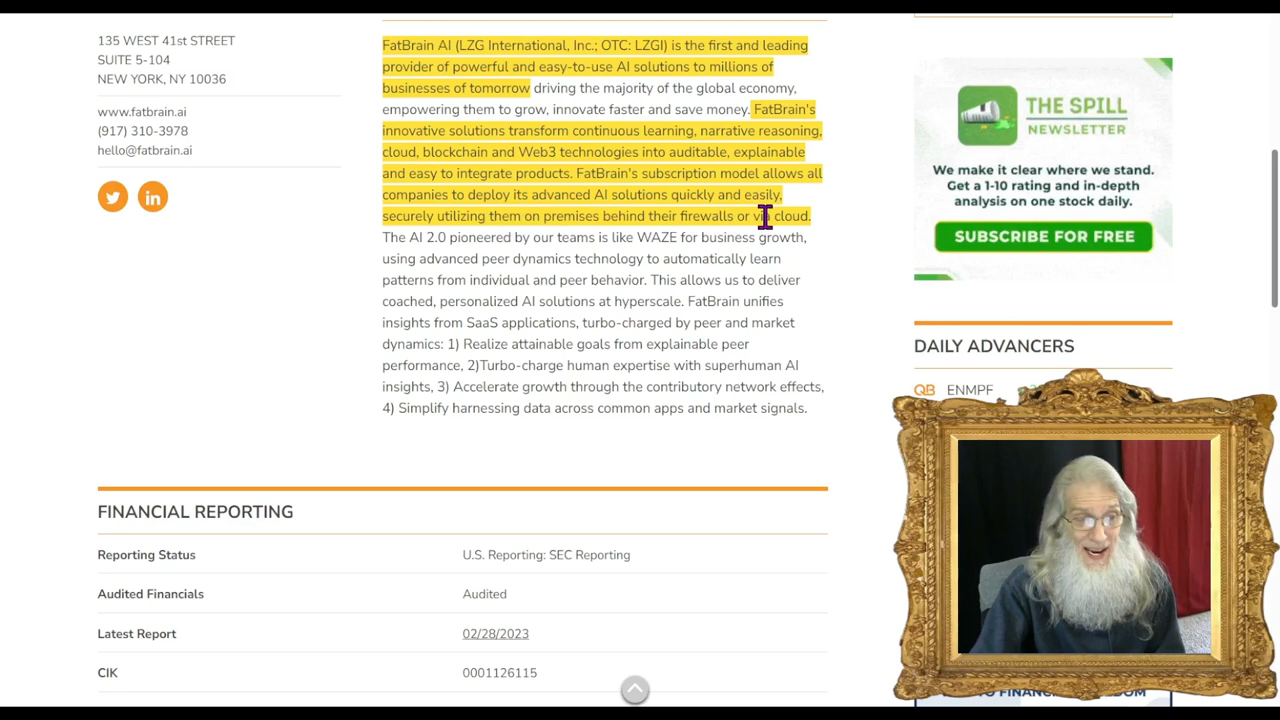 135 WEST 41st STREET
SUITE 5-104
NEW YORK, NY 10036
www.fatbrain.ai
(917) 310-3978
hello@fatbrain.ai
FatBrain AI (LZG International, Inc.; OTC: LZGI) is the first and leading
provider of powerful and easy-to-use AI solutions to millions of
businesses of tomorrow driving the majority of the global economy,
empowering them to grow, innovate faster and save money. FatBrain's
innovative solutions transform continuous learning, narrative reasoning,
cloud, blockchain and Web3 technologies into auditable, explainable
and easy to integrate products. FatBrain's subscription model allows all
companies to deploy its advanced AI solutions quickly and easily,
securely utilizing them on premises behind their firewalls or via cloud.
The AI 2.0 pioneered by our teams is like WAZE for business growth,
using advanced peer dynamics technology to automatically learn
patterns from individual and peer behavior. This allows us to deliver
coached, personalized AI solutions at hyperscale. FatBrain unifies
insights from SaaS applications, turbo-charged by peer and market
dynamics: 1) Realize attainable goals from explainable peer
performance, 2)Turbo-charge human expertise with superhuman AI
insights, 3) Accelerate growth through the contributory network effects,
4) Simplify harnessing data across common apps and market signals.
FINANCIAL REPORTING
Reporting Status U.S. Reporting: SEC Reporting
Audited Financials Audited
Latest Report 02/28/2023
CIK 0001126115
THE SPILL
NEWSLETTER
We make it clear where we stand.
Get a 1-10 rating and in-depth
analysis on one stock daily.
SUBSCRIBE FOR FREE
DAILY ADVANCERS
QB ENMPF